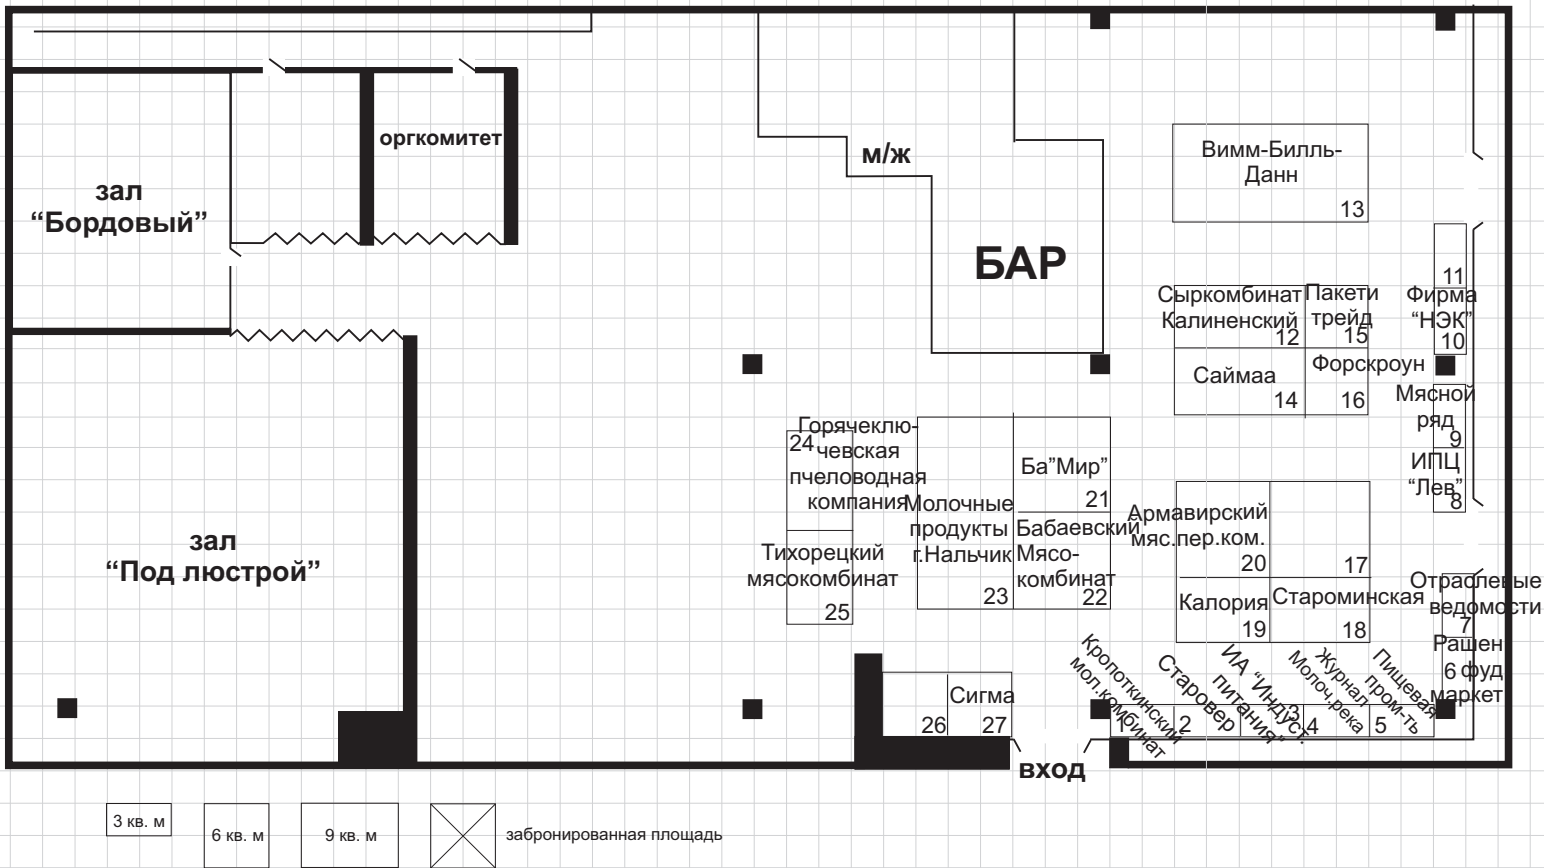 оргкомитет
зал
“Бордовый”
м/ж
БАР
Вимм-Билль-
Данн
13
11
Фирма
“НЭК”
10
Сыркомбинат
Калиненский
12
Пакети
трейд
15
Саймаа
14
Форскроун
16
Мясной
ряд
9
ИПЦ
“Лев”
8
24
Горячеклю-
чевская
пчеловодная
компания
Тихорецкий
мясокомбинат
25
Молочные
продукты
г.Нальчик
23
Ба”Мир”
21
Бабаевский
Мясо-
комбинат
22
Армавирский
мяс.пер.ком.
20
17
Калория
19
Староминская
18
Отраслевые
ведомости
7
Рашен
6 фуд
маркет
зал
“Под люстрой”
26
Сигма
27
Кропоткинский
мол.комбинат
1
Старовер
2
ИА “Индуст.
питания”
3
Журнал
Молоч.река
4
Пищевая
пром-ть
5
вход
3 кв. м
6 кв. м
9 кв. м
забронированная площадь